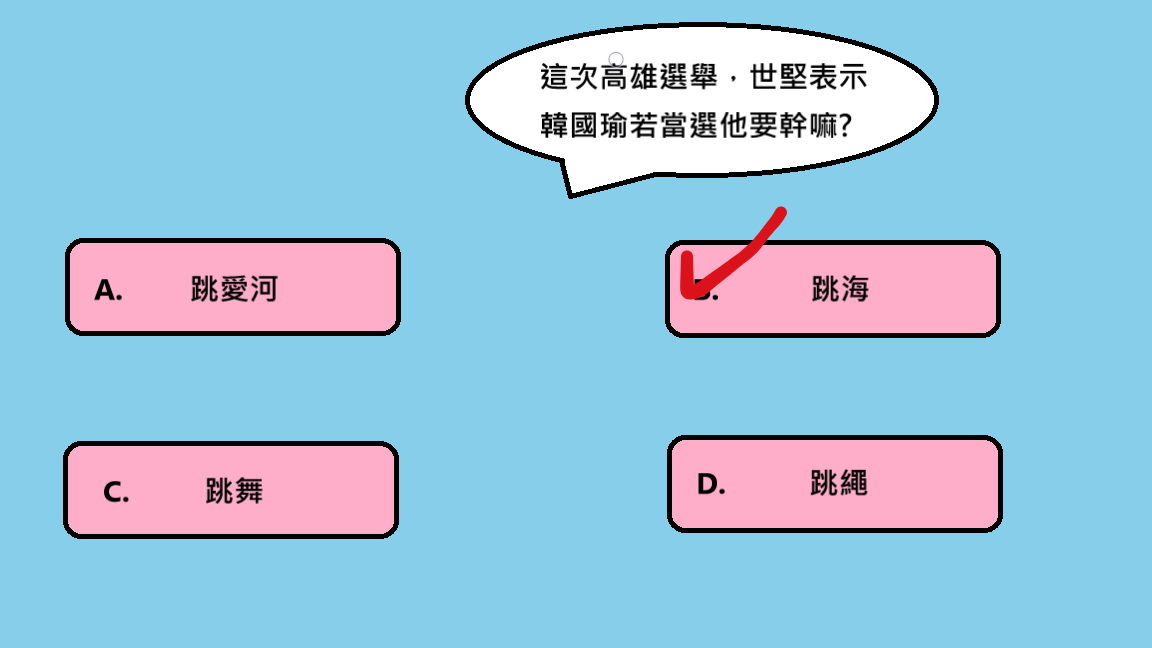 這次高雄選舉，世堅表示
韓國瑜若當選他要幹嘛?
A. 跳愛河
B. 跳海
C. 跳舞
D. 跳繩